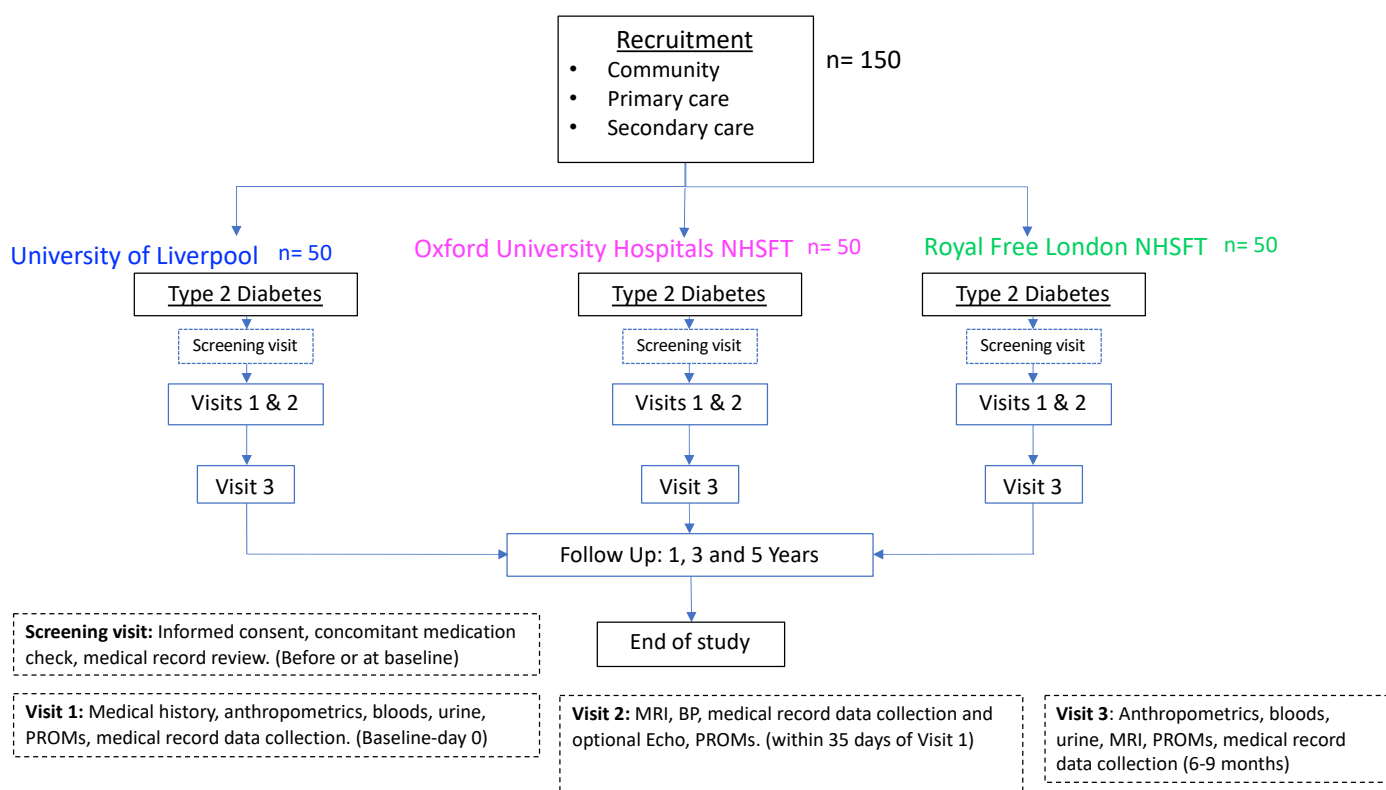 Recruitment
• Community
• Primary care
• Secondary care
n= 150
University of Liverpool n= 50
Oxford University Hospitals NHSFT n= 50
Royal Free London NHSFT n= 50
Type 2 Diabetes
Type 2 Diabetes
Type 2 Diabetes
Screening visit
Screening visit
Screening visit
Visits 1 & 2
Visits 1 & 2
Visits 1 & 2
Visit 3
Visit 3
Visit 3
Follow Up: 1, 3 and 5 Years
End of study
Screening visit: Informed consent, concomitant medication
check, medical record review. (Before or at baseline)
Visit 1: Medical history, anthropometrics, bloods, urine,
PROMs, medical record data collection. (Baseline-day 0)
Visit 2: MRI, BP, medical record data collection and
optional Echo, PROMs. (within 35 days of Visit 1)
Visit 3: Anthropometrics, bloods,
urine, MRI, PROMs, medical record
data collection (6-9 months)